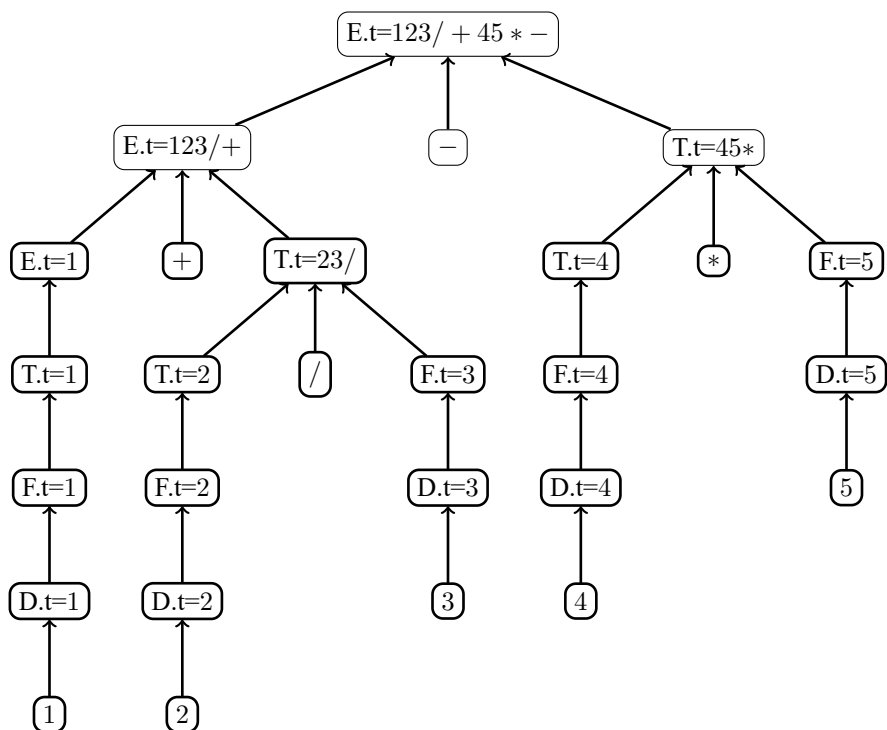 E.t=123/ + 45 * −
E.t=123/+
−
T.t=45*
E.t=1
+
T.t=23/
T.t=4
*
F.t=5
T.t=1
T.t=2
/
F.t=3
F.t=4
D.t=5
F.t=1
F.t=2
D.t=3
D.t=4
5
D.t=1
D.t=2
3
4
1
2